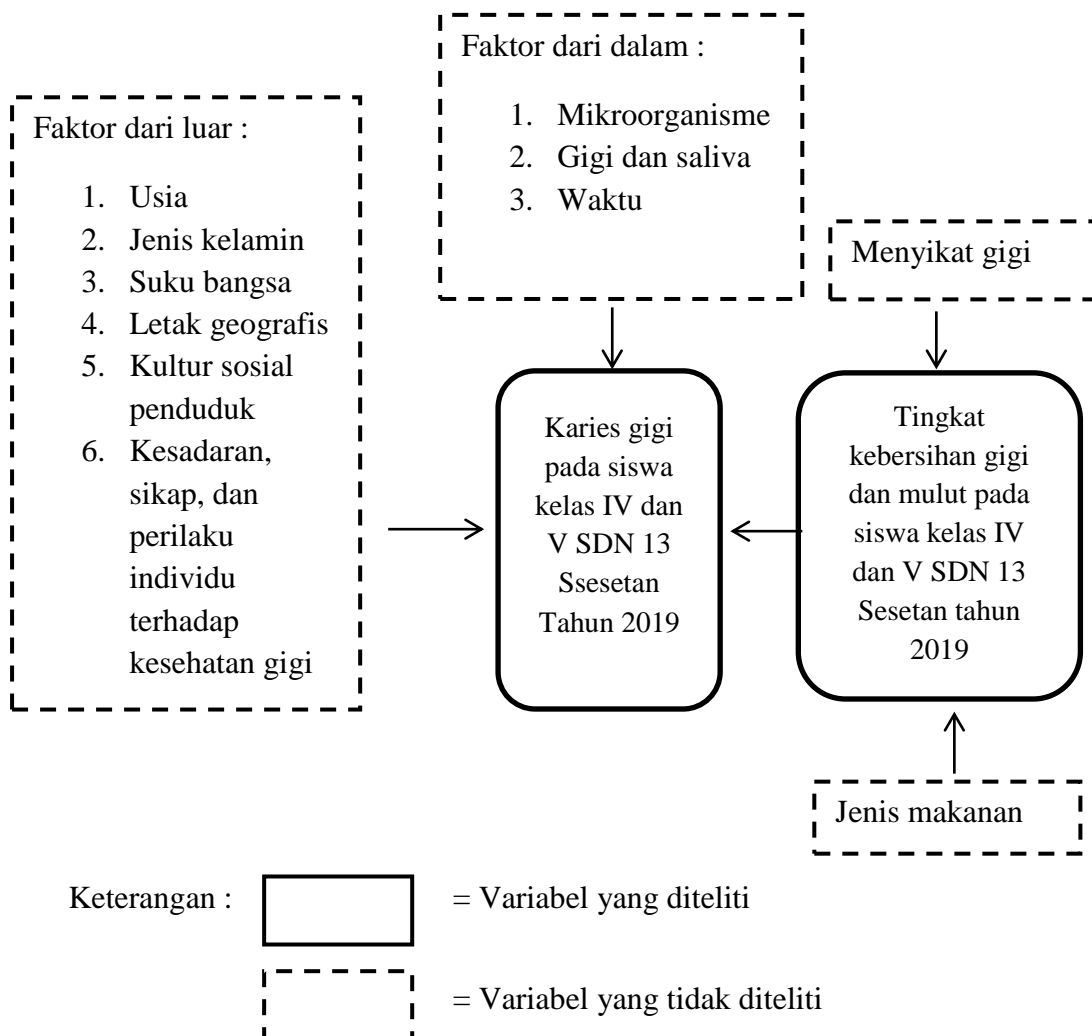 Faktor dari dalam :
1. Mikroorganisme
2. Gigi dan saliva
3. Waktu
Faktor dari luar :
1. Usia
2. Jenis kelamin
3. Suku bangsa
4. Letak geografis
5. Kultur sosial
penduduk
6. Kesadaran,
sikap, dan
perilaku
individu
terhadap
kesehatan gigi
Menyikat gigi
Karies gigi
pada siswa
kelas IV dan
V SDN 13
Ssesetan
Tahun 2019
Tingkat
kebersihan gigi
dan mulut pada
siswa kelas IV
dan V SDN 13
Sesetan tahun
2019
Jenis makanan
Keterangan :
= Variabel yang diteliti
= Variabel yang tidak diteliti